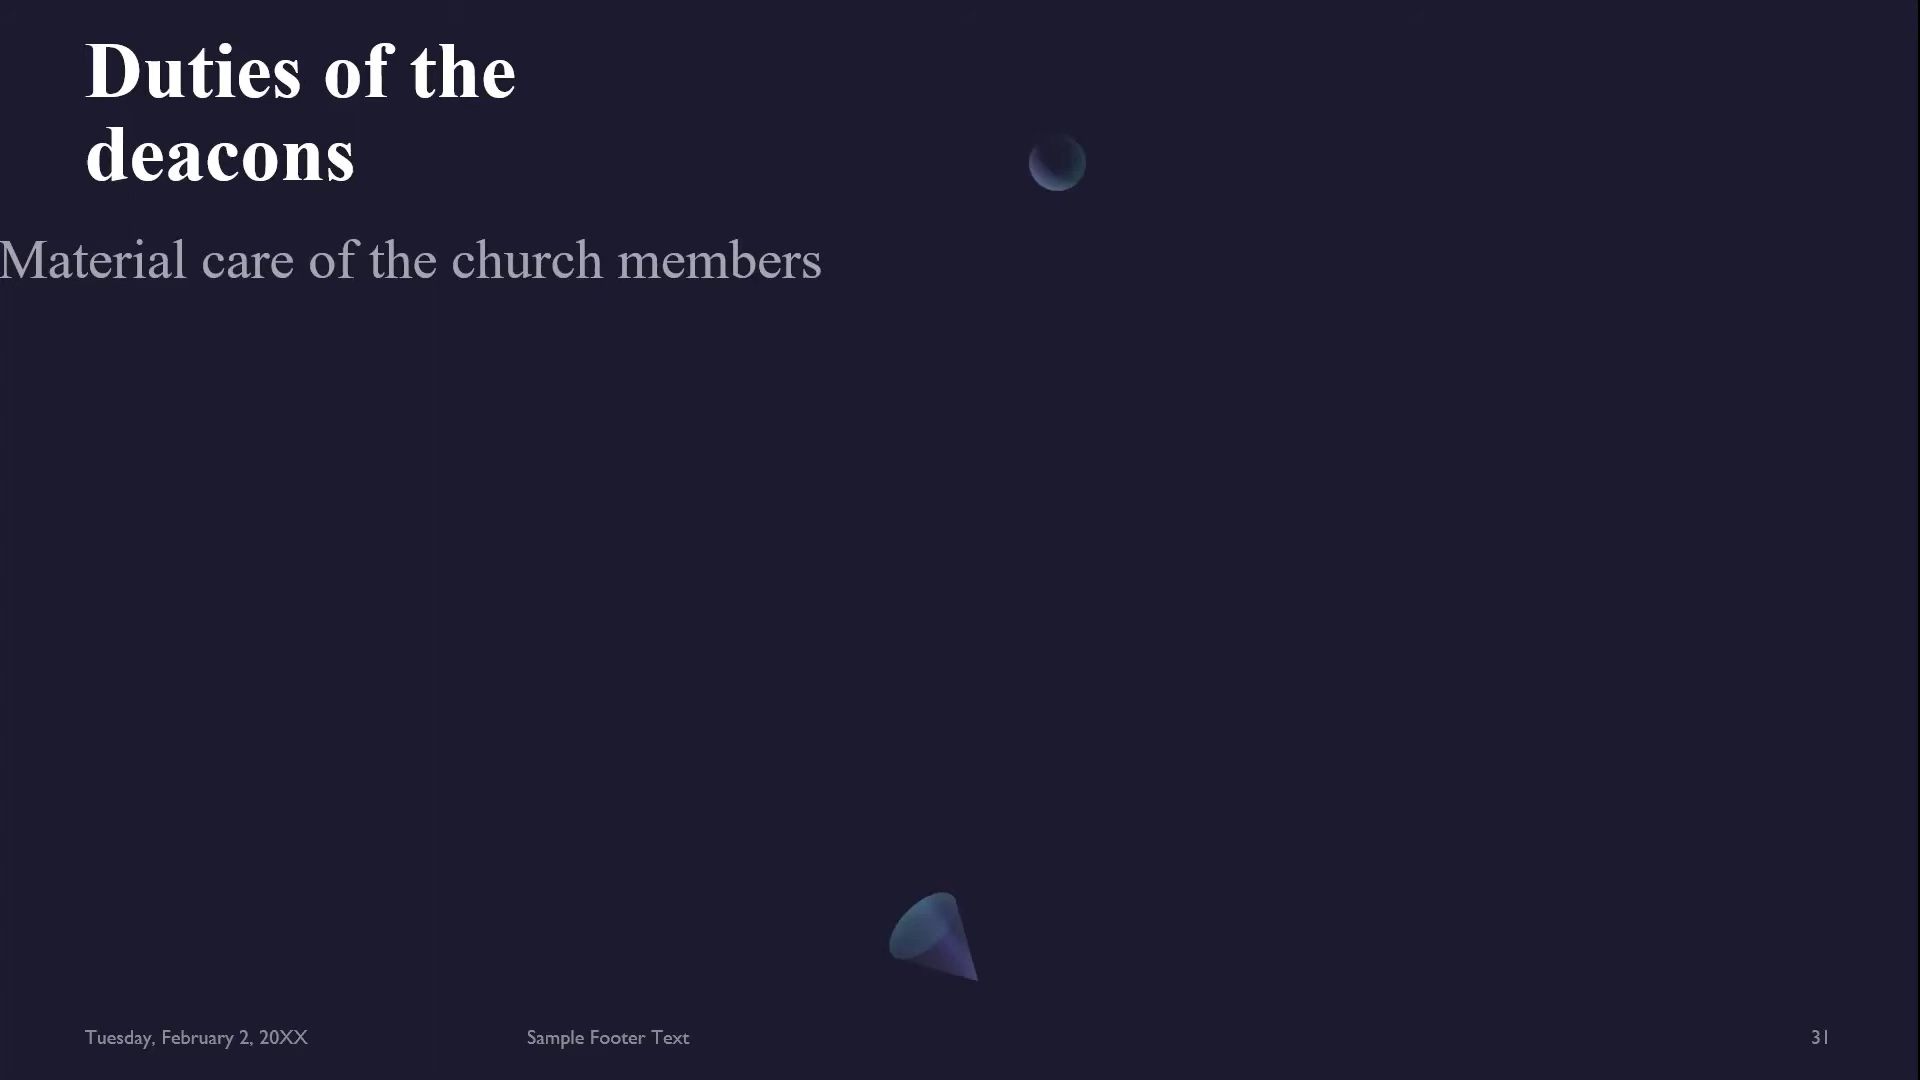 Duties of the
deacons
Material care of the church members
Tuesday, February 2, 20XX
Sample Footer Text
31